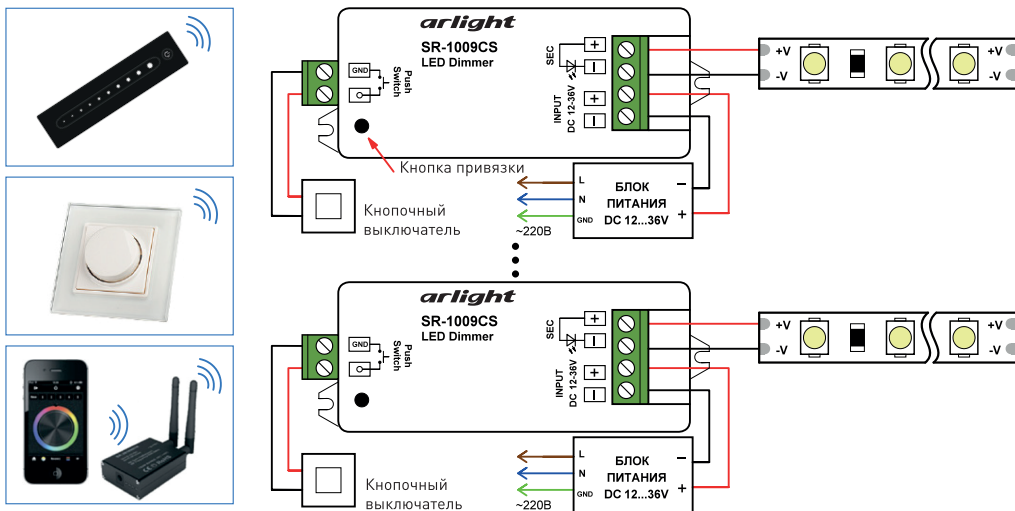 arlight
SR-1009CS
LED Dimmer
GND
Push
Switch
SEC
+
−
INPUT
DC 12-36V
+
−
+V
-V
+V
-V
Кнопка привязки
Кнопочный
выключатель
L
N
GND
~220В
БЛОК
ПИТАНИЯ
DC 12...36V
−
+
arlight
SR-1009CS
LED Dimmer
GND
Push
Switch
SEC
+
−
INPUT
DC 12-36V
+
−
+V
-V
+V
-V
Кнопочный
выключатель
L
N
GND
~220В
БЛОК
ПИТАНИЯ
DC 12...36V
−
+